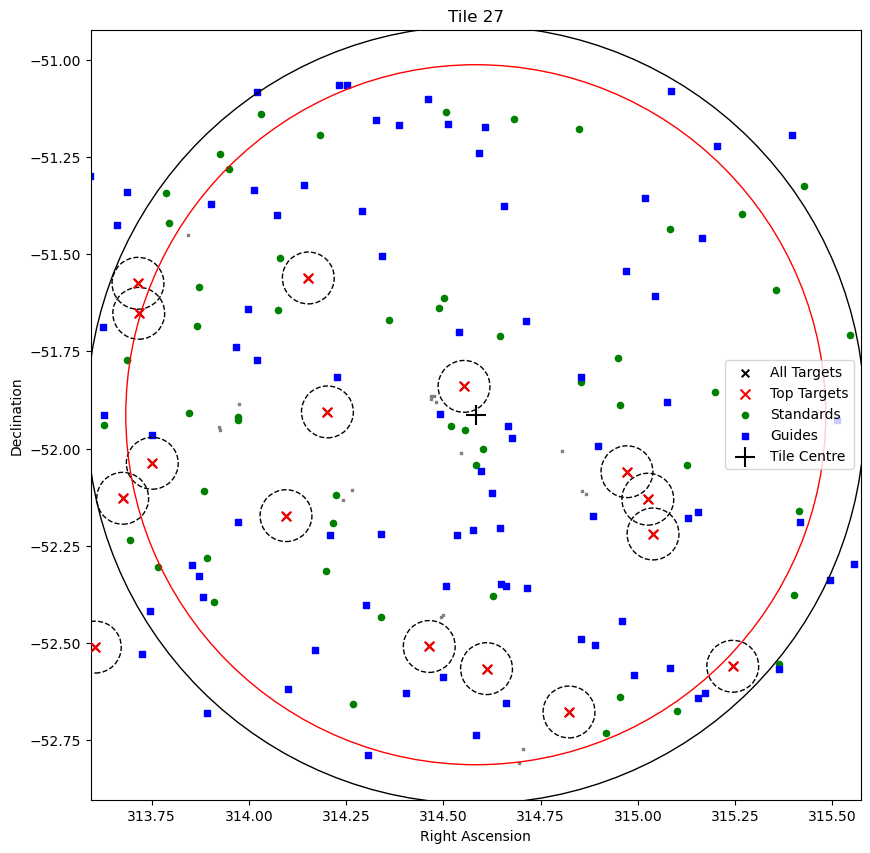 Tile 27
−51.00
−51.25
−51.50
−51.75
−52.00
−52.25
−52.50
−52.75
Declination
All Targets
Top Targets
Standards
Guides
Tile Centre
313.75 314.00 314.25 314.50 314.75 315.00 315.25 315.50
Right Ascension